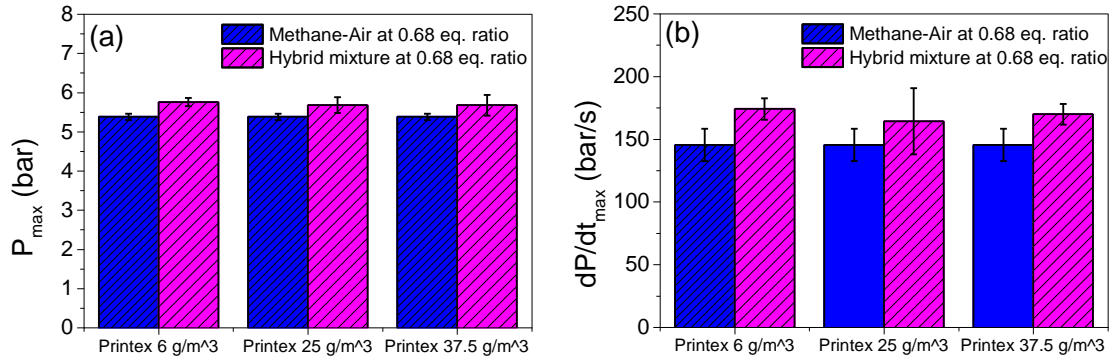 (a)
Methane-Air at 0.68 eq. ratio
Hybrid mixture at 0.68 eq. ratio
8
7
6
5
4
3
2
1
0
P_max (bar)
Printex 6 g/m^3 Printex 25 g/m^3 Printex 37.5 g/m^3
(b)
Methane-Air at 0.68 eq. ratio
Hybrid mixture at 0.68 eq. ratio
250
200
150
100
50
0
dP/dt_max (bar/s)
Printex 6 g/m^3 Printex 25 g/m^3 Printex 37.5 g/m^3